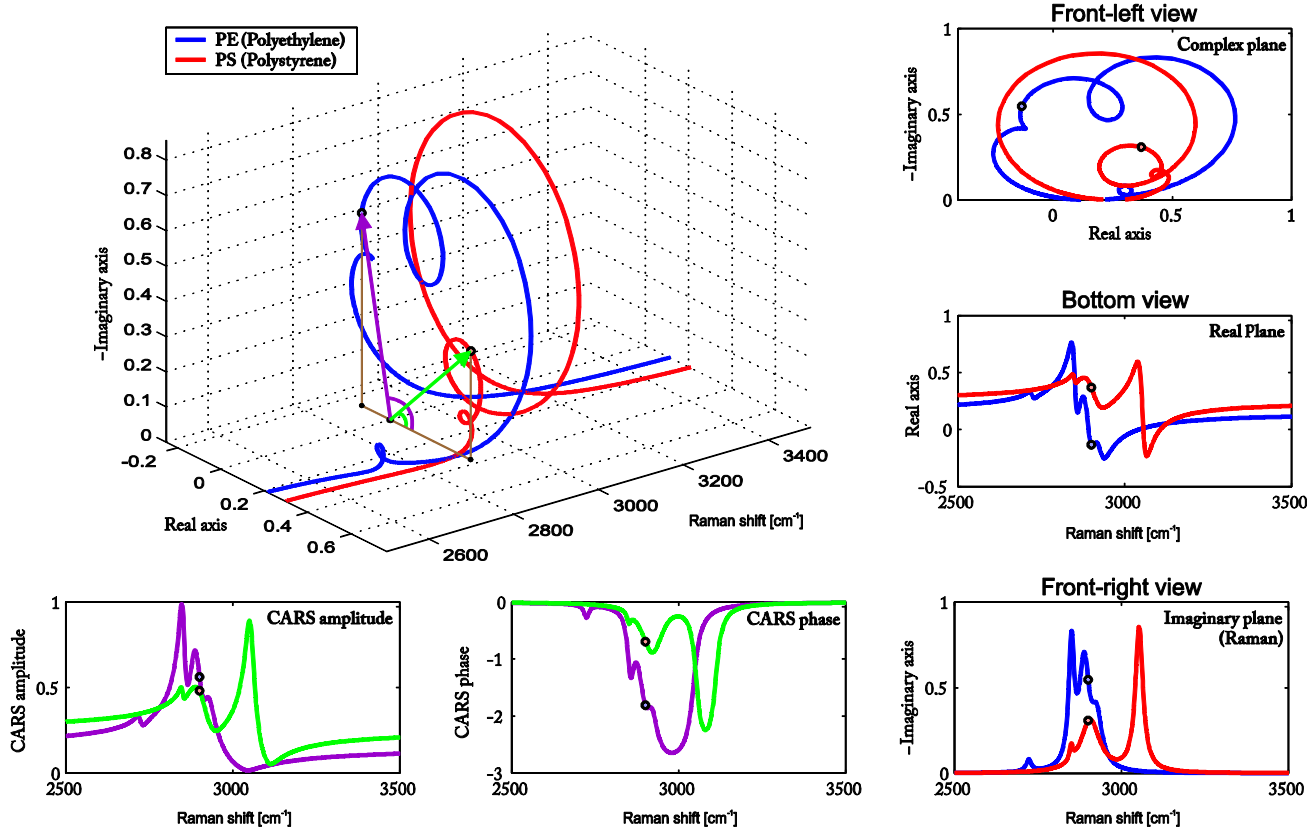 PE (Polyethylene)
PS (Polystyrene)
−Imaginary axis
0.8
0.7
0.6
0.5
0.4
0.3
0.2
0.1
0
-0.2
0
0.2
0.4
0.6
Real axis
2600
2800
3000
3200
3400
Raman shift [cm-1]
Front-left view
Complex plane
−Imaginary axis
1
0.5
0
0
0.5
1
Real axis
Bottom view
Real Plane
Real axis
1
0.5
0
-0.5
2500
3000
3500
Raman shift [cm-1]
CARS amplitude
CARS amplitude
1
0.5
0
2500
3000
3500
Raman shift [cm-1]
CARS phase
CARS phase
0
−1
−2
−3
2500
3000
3500
Raman shift [cm-1]
Front-right view
Imaginary plane
(Raman)
−Imaginary axis
1
0.5
0
2500
3000
3500
Raman shift [cm-1]